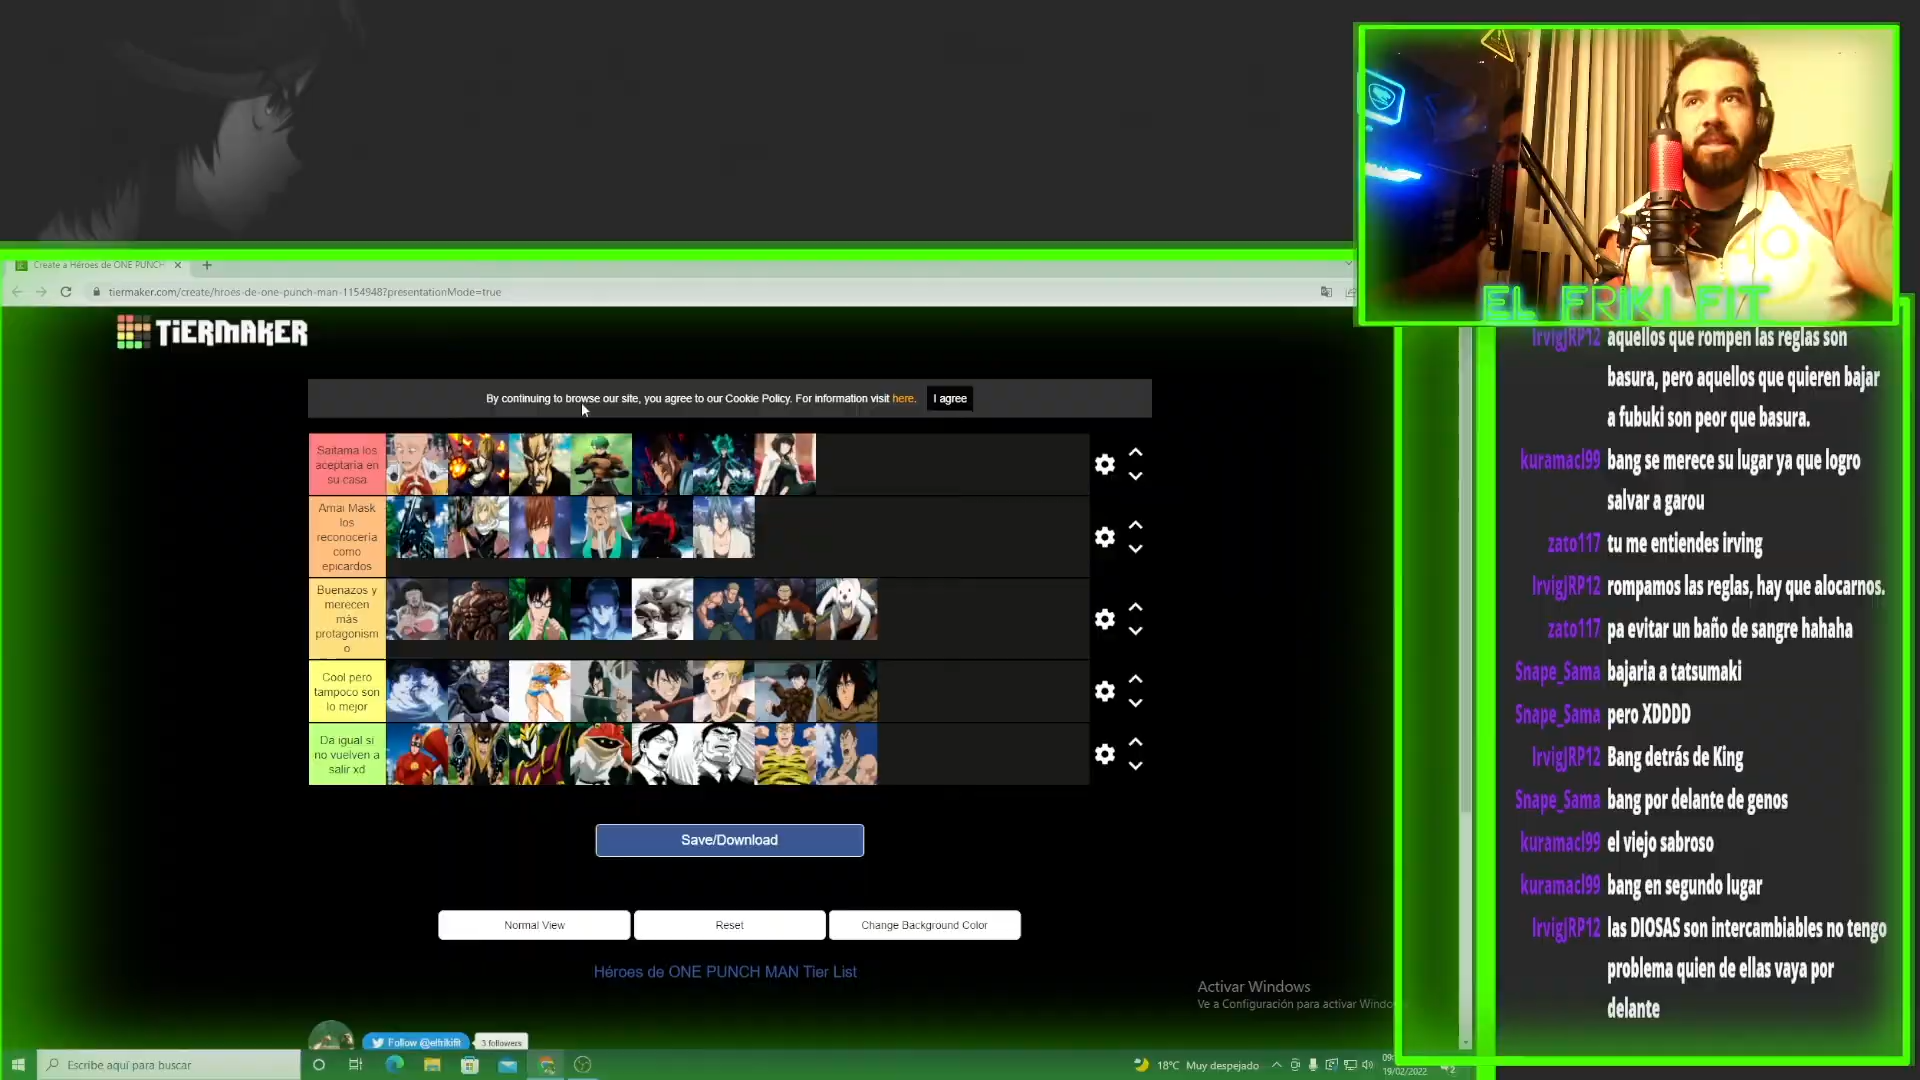 Create a Héroes de ONE PUNCH
tiermaker.com/create/hroes-de-one-punch-man-1154948?presentationMode=true
TIERMAKER
By continuing to browse our site, you agree to our Cookie Policy. For information visit here.
I agree
Saitama los
aceptaria en
su casa
Amai Mask
los
reconocería
como
epicardos
Buenazos y
merecen
más
protagonism
o
Cool pero
tampoco son
lo mejor
Da igual si
no vuelven a
salir xd
Save/Download
Normal View
Reset
Change Background Color
Héroes de ONE PUNCH MAN Tier List
Activar Windows
Ve a Configuración para activar Windo
Follow @elfrikifit
3 followers
Escribe aquí para buscar
18°C Muy despejado
09:
19/02/2022
2
EL FRIKI FIT
IrvigJRP12 aquellos que rompen las reglas son
basura, pero aquellos que quieren bajar
a fubuki son peor que basura.
kuramacl99 bang se merece su lugar ya que logro
salvar a garou
zato117 tu me entiendes irving
IrvigJRP12 rompamos las reglas, hay que alocarnos.
zato117 pa evitar un baño de sangre hahaha
Snape_Sama bajaria a tatsumaki
Snape_Sama pero XDDDD
IrvigJRP12 Bang detrás de King
Snape_Sama bang por delante de genos
kuramacl99 el viejo sabroso
kuramacl99 bang en segundo lugar
IrvigJRP12 las DIOSAS son intercambiables no tengo
problema quien de ellas vaya por
delante